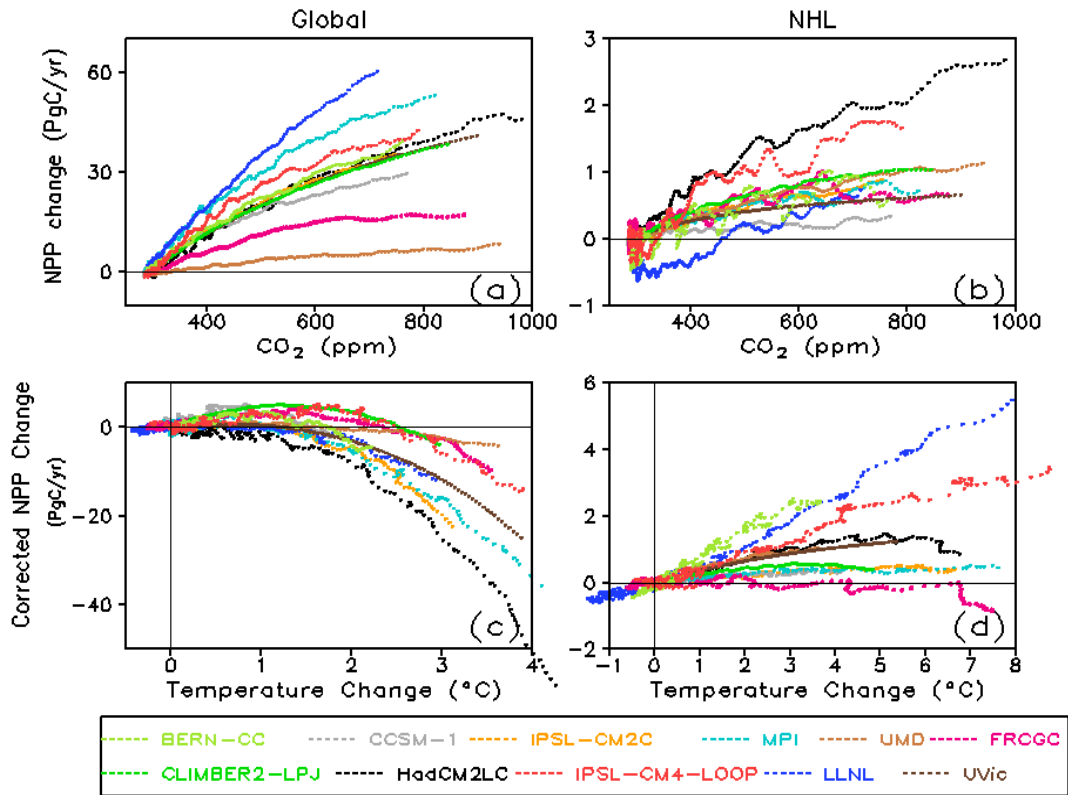 Global
NHL
NPP change (PgC/yr)
60
30
0
(a)
400
600
800
1000
CO₂ (ppm)
3
2
1
0
−1
(b)
400
600
800
1000
CO₂ (ppm)
Corrected NPP Change
(PgC/yr)
0
−20
−40
(c)
0
1
2
3
4
Temperature Change (°C)
6
4
2
0
−2
(d)
−1
0
1
2
3
4
5
6
7
8
Temperature Change (°C)
BERN−CC CCSM−1 IPSL−CM2C MPI UMD FRCGC
CLIMBER2−LPJ HadCM2LC IPSL−CM4−LOOP LLNL UVic